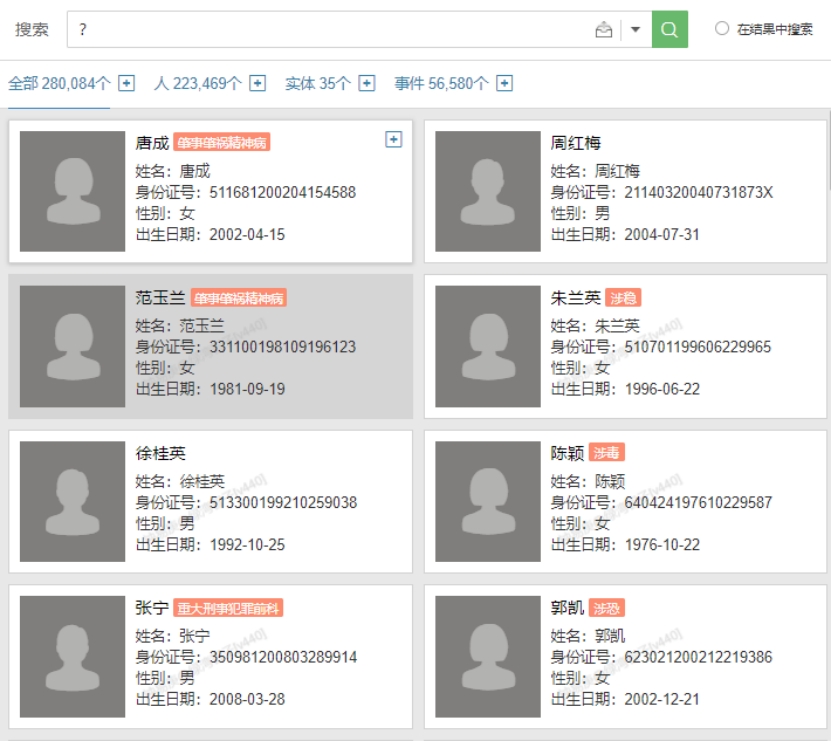 搜索 ? 在结果中搜索
全部 280,084个 人 223,469个 实体 35个 事件 56,580个
唐成 肇事肇祸精神病
姓名：唐成
身份证号：511681200204154588
性别：女
出生日期：2002-04-15
周红梅
姓名：周红梅
身份证号：21140320040731873X
性别：男
出生日期：2004-07-31
范玉兰 肇事肇祸精神病
姓名：范玉兰
身份证号：331100198109196123
性别：女
出生日期：1981-09-19
朱兰英 涉稳
姓名：朱兰英
身份证号：510701199606229965
性别：女
出生日期：1996-06-22
徐桂英
姓名：徐桂英
身份证号：513300199210259038
性别：男
出生日期：1992-10-25
陈颖 涉毒
姓名：陈颖
身份证号：640424197610229587
性别：女
出生日期：1976-10-22
张宁 重大刑事犯罪前科
姓名：张宁
身份证号：350981200803289914
性别：男
出生日期：2008-03-28
郭凯 涉恐
姓名：郭凯
身份证号：623021200212219386
性别：女
出生日期：2002-12-21